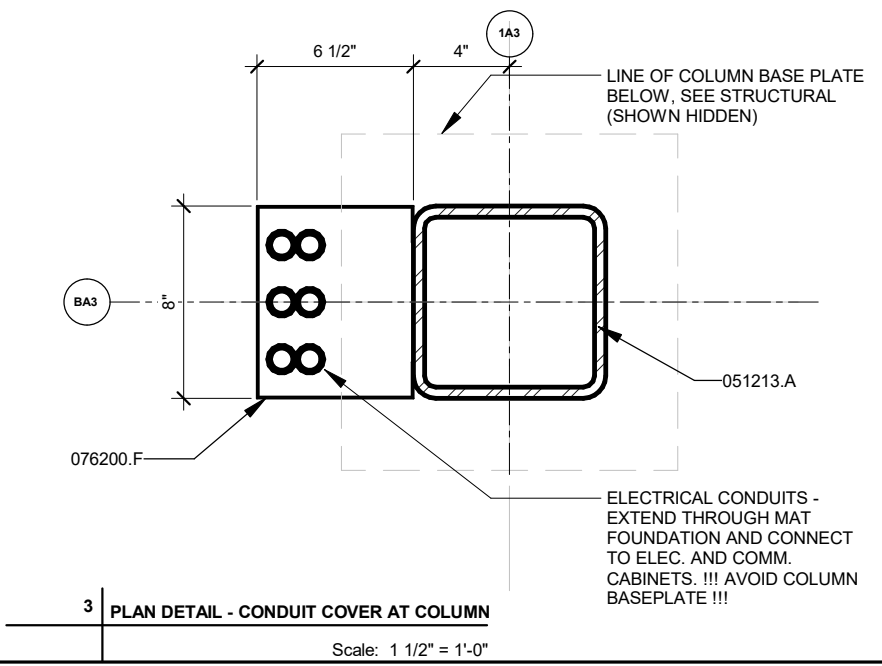 1A3
6 1/2"
4"
LINE OF COLUMN BASE PLATE
BELOW, SEE STRUCTURAL
(SHOWN HIDDEN)
BA3
8"
051213.A
076200.F
ELECTRICAL CONDUITS -
EXTEND THROUGH MAT
FOUNDATION AND CONNECT
TO ELEC. AND COMM.
CABINETS. !!! AVOID COLUMN
BASEPLATE !!!
3
PLAN DETAIL - CONDUIT COVER AT COLUMN
Scale: 1 1/2" = 1'-0"